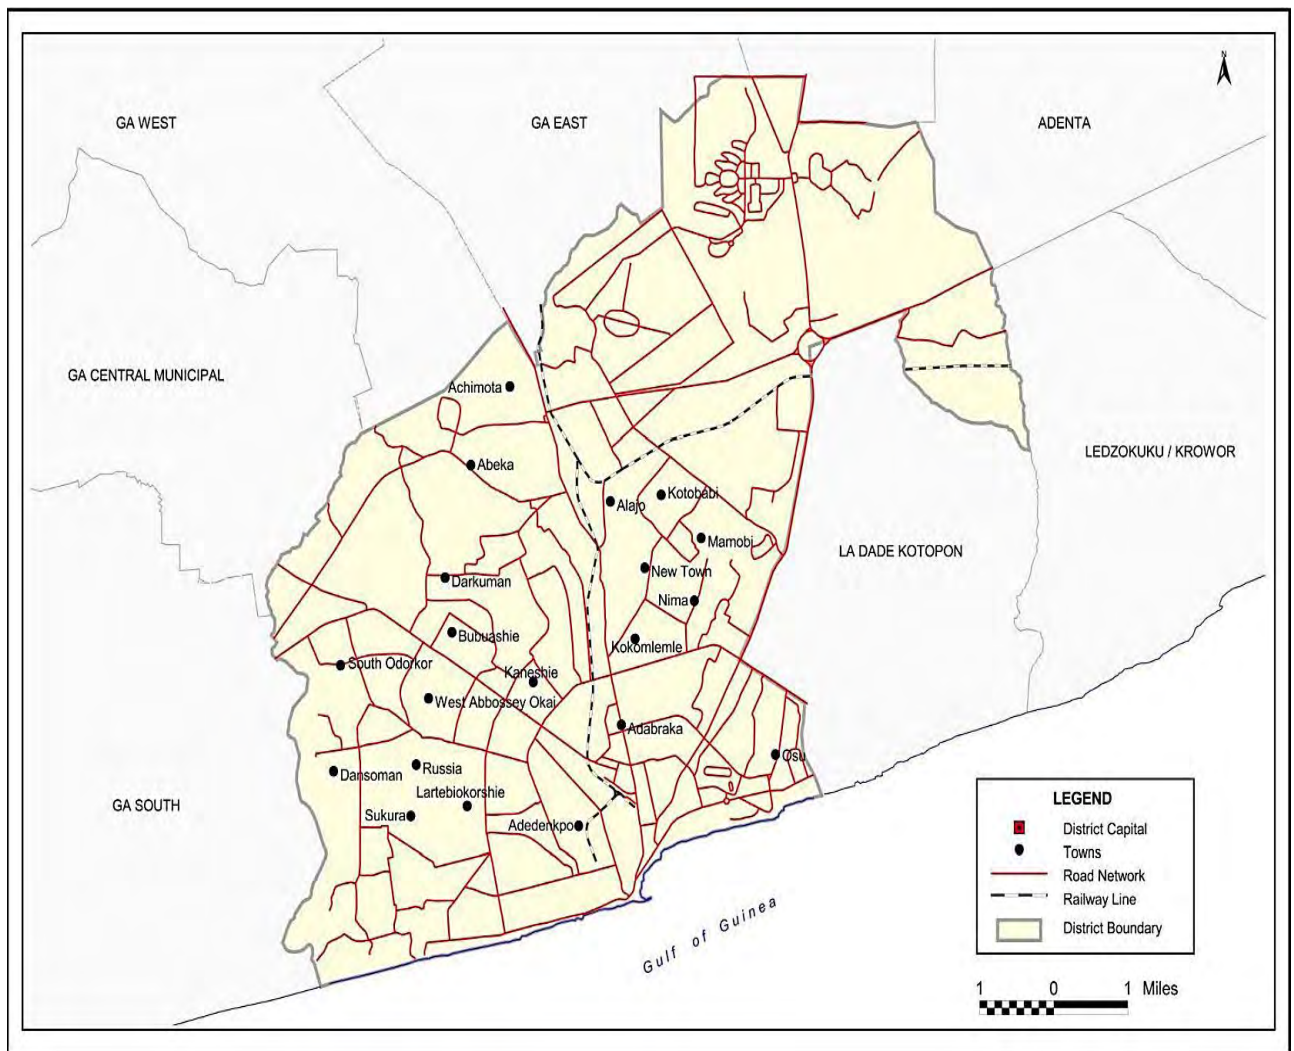 N
GA WEST
GA EAST
ADENTA
GA CENTRAL MUNICIPAL
Achimota
LEDZOKUKU / KROWOR
Abeka
Kotobabi
Alajo
Mamobi
LA DADE KOTOPON
New Town
Darkuman
Nima
Bubuashie
Kokomlemle
South Odorkor
Kaneshie
West Abbossey Okai
Adabraka
Osu
Russia
Dansoman
Lartebiokorshie
GA SOUTH
Sukura
Adedenkpo
Gulf of Guinea
LEGEND
District Capital
Towns
Road Network
Railway Line
District Boundary
1 0 1 Miles